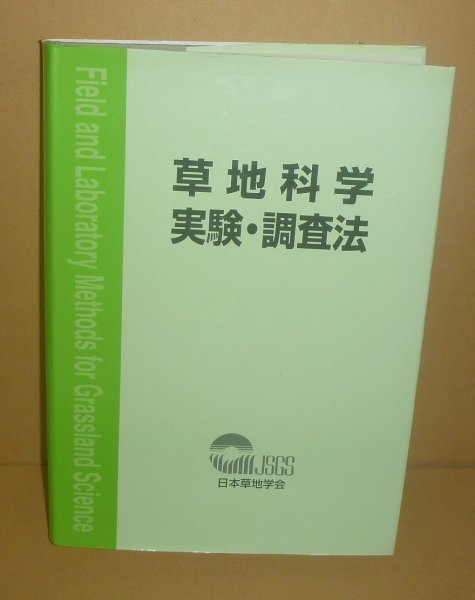 Field and Laboratory Methods for Grassland Science
草地科学
実験・調査法
JSGS
日本草地学会